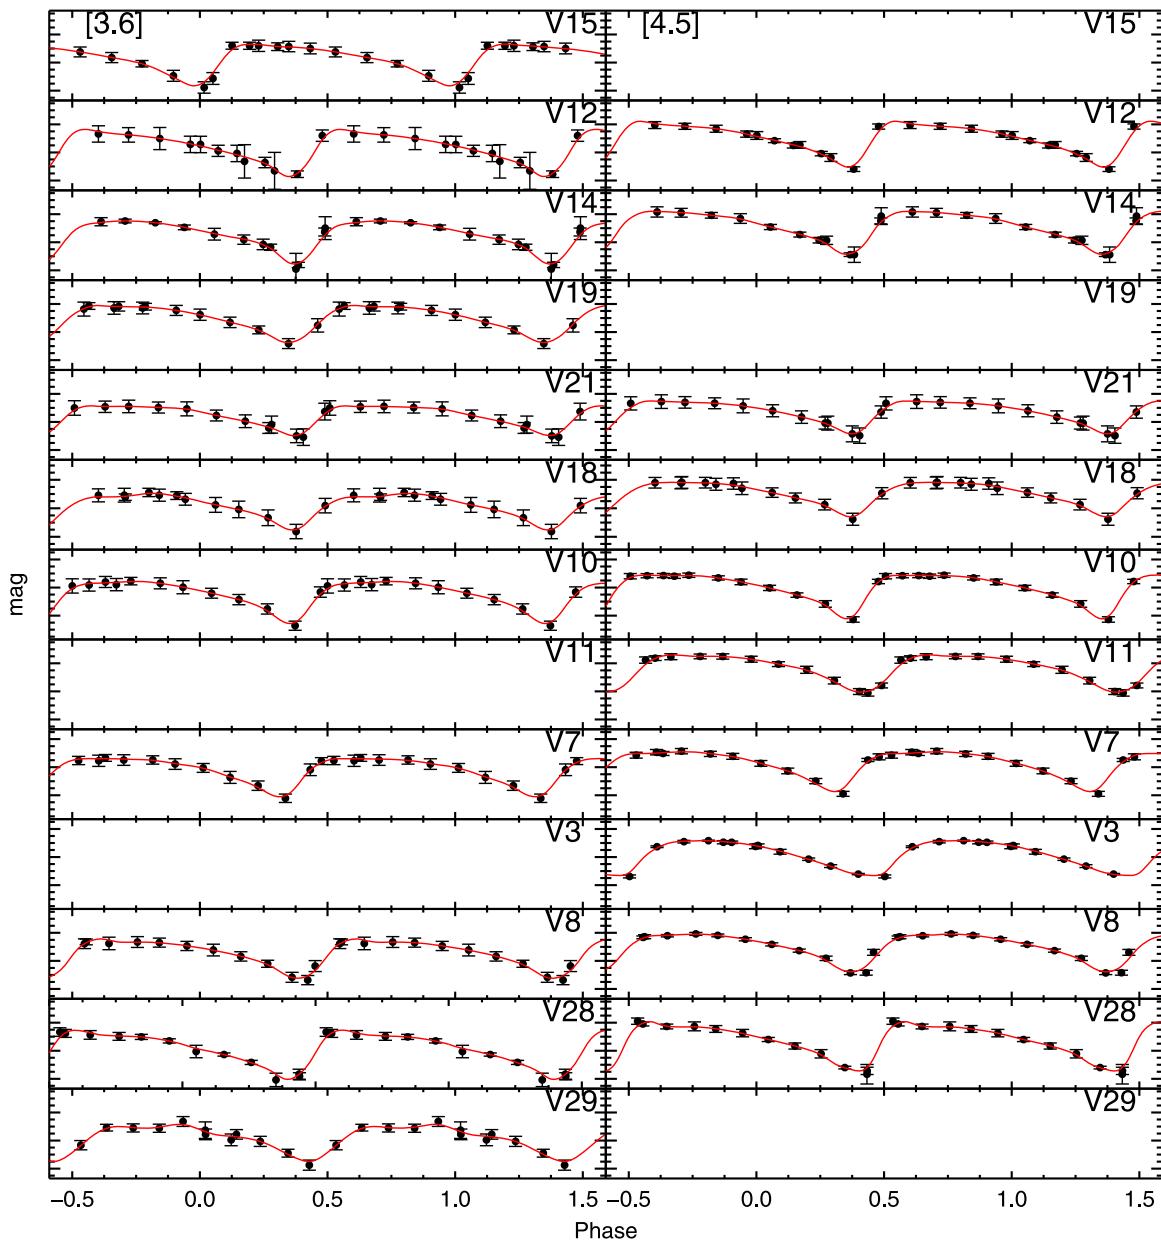 [3.6] V15 [4.5] V15
V12 V12
V14 V14
V19 V19
V21 V21
V18 V18
V10 V10
V11 V11
V7 V7
V3 V3
V8 V8
V28 V28
V29 V29
mag
−0.5 0.0 0.5 1.0 1.5 −0.5 0.0 0.5 1.0 1.5
Phase